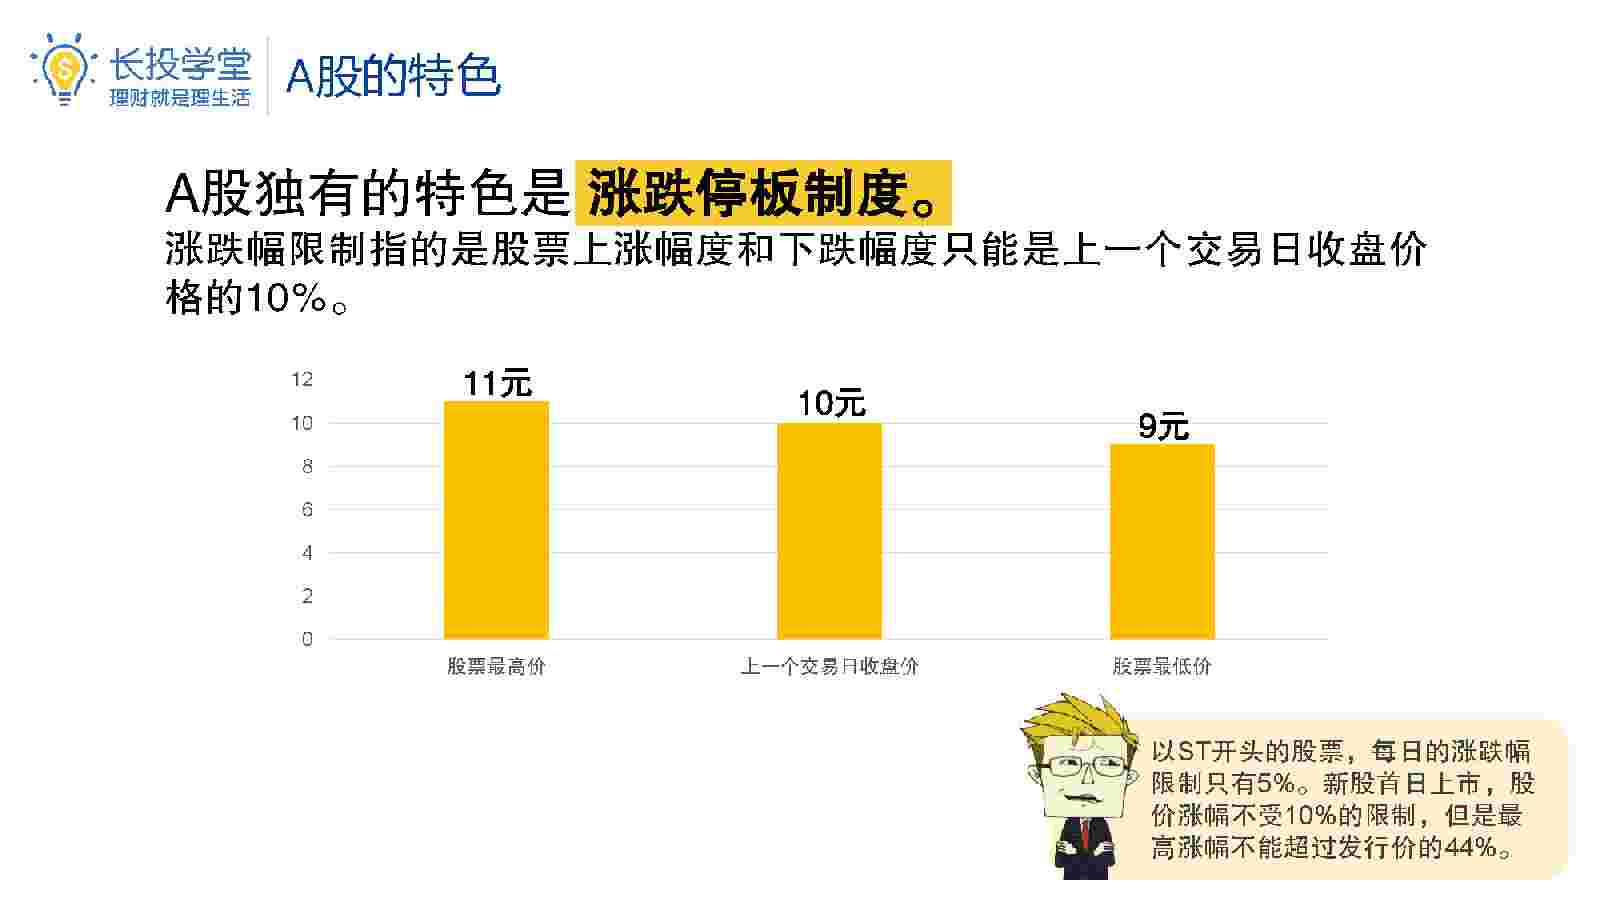 长投学堂
理财就是理生活
A股的特色
A股独有的特色是 涨跌停板制度。
涨跌幅限制指的是股票上涨幅度和下跌幅度只能是上一个交易日收盘价
格的10%。
12
10
8
6
4
2
0
11元
10元
9元
股票最高价
上一个交易日收盘价
股票最低价
以ST开头的股票，每日的涨跌幅
限制只有5%。新股首日上市，股
价涨幅不受10%的限制，但是最
高涨幅不能超过发行价的44%。